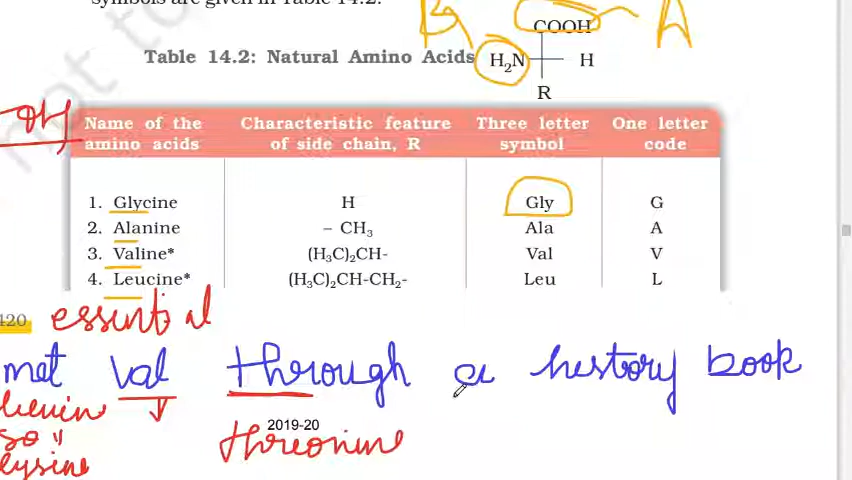 symbols are given in Table 14.2.
B COOH A
Table 14.2: Natural Amino Acids H2N H
R
Name of the amino acids Characteristic feature of side chain, R Three letter symbol One letter code
1. Glycine H Gly G
2. Alanine – CH3 Ala A
3. Valine* (H3C)2CH- Val V
4. Leucine* (H3C)2CH-CH2- Leu L
420 essential
met val through a history book
2019-20
so "
threonine
lysine